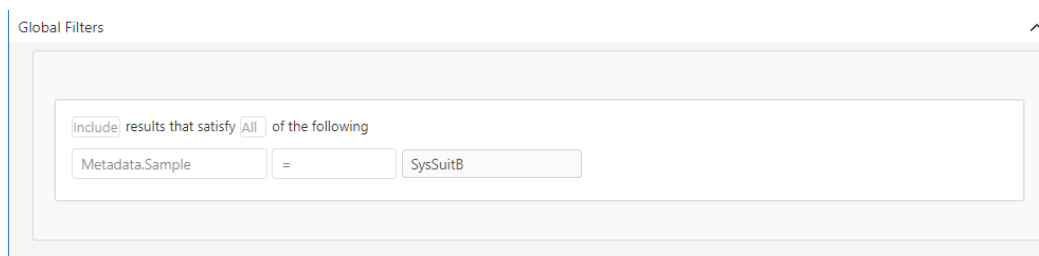 Global Filters
Include results that satisfy All of the following
Metadata.Sample = SysSuitB